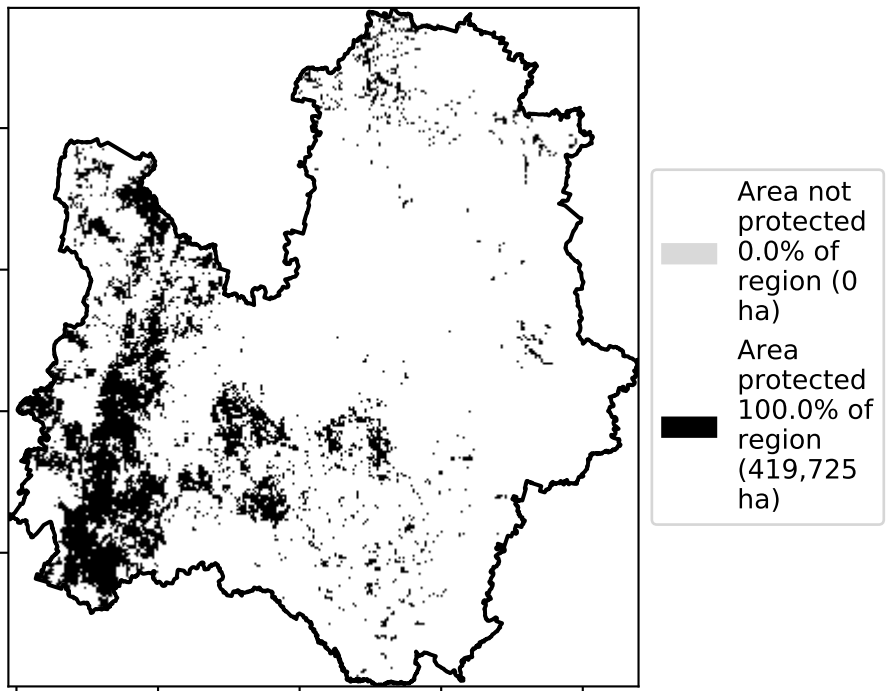 Area not
protected
0.0% of
region (0
ha)
Area
protected
100.0% of
region
(419,725
ha)